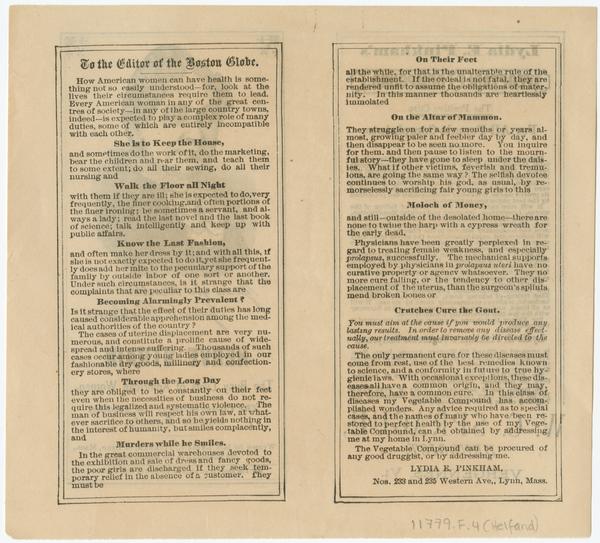 To the Editor of the Boston Globe.
How American women can have health is some-
thing not so easily understood—for, look at the
lives their circumstances require them to lead.
Every American woman in any of the great cen-
tres of society—in any of the large country towns,
indeed—is expected to play a complex role of many
duties, some of which are entirely incompatible
with each other.
She is to Keep the House,
and sometimes do the work of it, do the marketing,
bear the children and rear them, and teach them
to some extent; do all their sewing, do all their
nursing and
Walk the Floor all Night
with them if they are ill; she is expected to do, very
frequently, the finer cooking, and often portions of
the finer ironing; be sometimes a servant, and al-
ways a lady; read the last novel and the last book
of science; talk intelligently and keep up with
public affairs.
Know the Last Fashion,
and often make her dress by it; and with all this, if
she is not exactly expected to do it, yet she frequent-
ly does add her mite to the pecuniary support of the
family by outside labor of one sort or another.
Under such circumstances, is it strange that the
complaints that are peculiar to this class are
Becoming Alarmingly Prevalent?
Is it strange that the effect of their duties has long
caused considerable apprehension among the med-
ical authorities of the country?
The cases of uterine displacement are very nu-
merous, and constitute a prolific cause of wide-
spread and intense suffering. Thousands of such
cases occur among young ladies employed in our
fashionable dry goods, millinery and confection-
ery stores, where
Through the Long Day
they are obliged to be constantly on their feet
even when the necessities of business do not re-
quire this legalized and systematic violence. The
man of business will respect his own law, at what-
ever sacrifice to others, and so he yields nothing in
the interest of humanity, but smiles complacently,
and
Murders while he Smiles.
In the great commercial warehouses devoted to
the exhibition and sale of dress and fancy goods,
the poor girls are discharged if they seek tem-
porary relief in the absence of a customer. They
must be
On Their Feet
all the while, for that is the unalterable rule of the
establishment. If the ordeal is not fatal, they are
rendered unfit to assume the obligations of mater-
nity. In this manner thousands are heartlessly
immolated
On the Altar of Mammon.
They struggle on for a few months or years al-
most, growing paler and feebler day by day, and
then disappear to be seen no more. You inquire
for them, and then pause to listen to the mourn-
ful story—they have gone to sleep under the dais-
ies. What if other victims, feverish and tremu-
lous, are going the same way? The selfish devotee
continues to worship his god, as usual, by re-
morselessly sacrificing fair young girls to this
Moloch of Money,
and still—outside of the desolated home—there are
none to twine the harp with a cypress wreath for
the early dead.
Physicians have been greatly perplexed in re-
gard to treating female weakness, and especially
prolapsus, successfully. The mechanical supports
employed by physicians in prolapsus uteri have no
curative property or agency whatsoever. They no
more cure falling, or the tendency to other dis-
placement of the uterus, than the surgeon's splints
mend broken bones or
Crutches Cure the Gout.
You must aim at the cause if you would produce any
lasting results. In order to remove any disease effect-
ually, our treatment must invariably be directed to the
cause.
The only permanent cure for these diseases must
come from rest, use of the best remedies known
to science, and a conformity in future to true hy-
gienic laws. With occasional exceptions, these dis-
eases all have a common origin, and they may,
therefore, have a common cure. In this class of
diseases my Vegetable Compound has accom-
plished wonders. Any advice required as to special
cases, and the names of many who have been re-
stored to perfect health by the use of my Vege-
table Compound, can be obtained by addressing
me at my home in Lynn.
The Vegetable Compound can be procured of
any good druggist, or by addressing me.
LYDIA E. PINKHAM,
Nos. 233 and 235 Western Ave., Lynn, Mass.
11779.F.4 (Helfand)